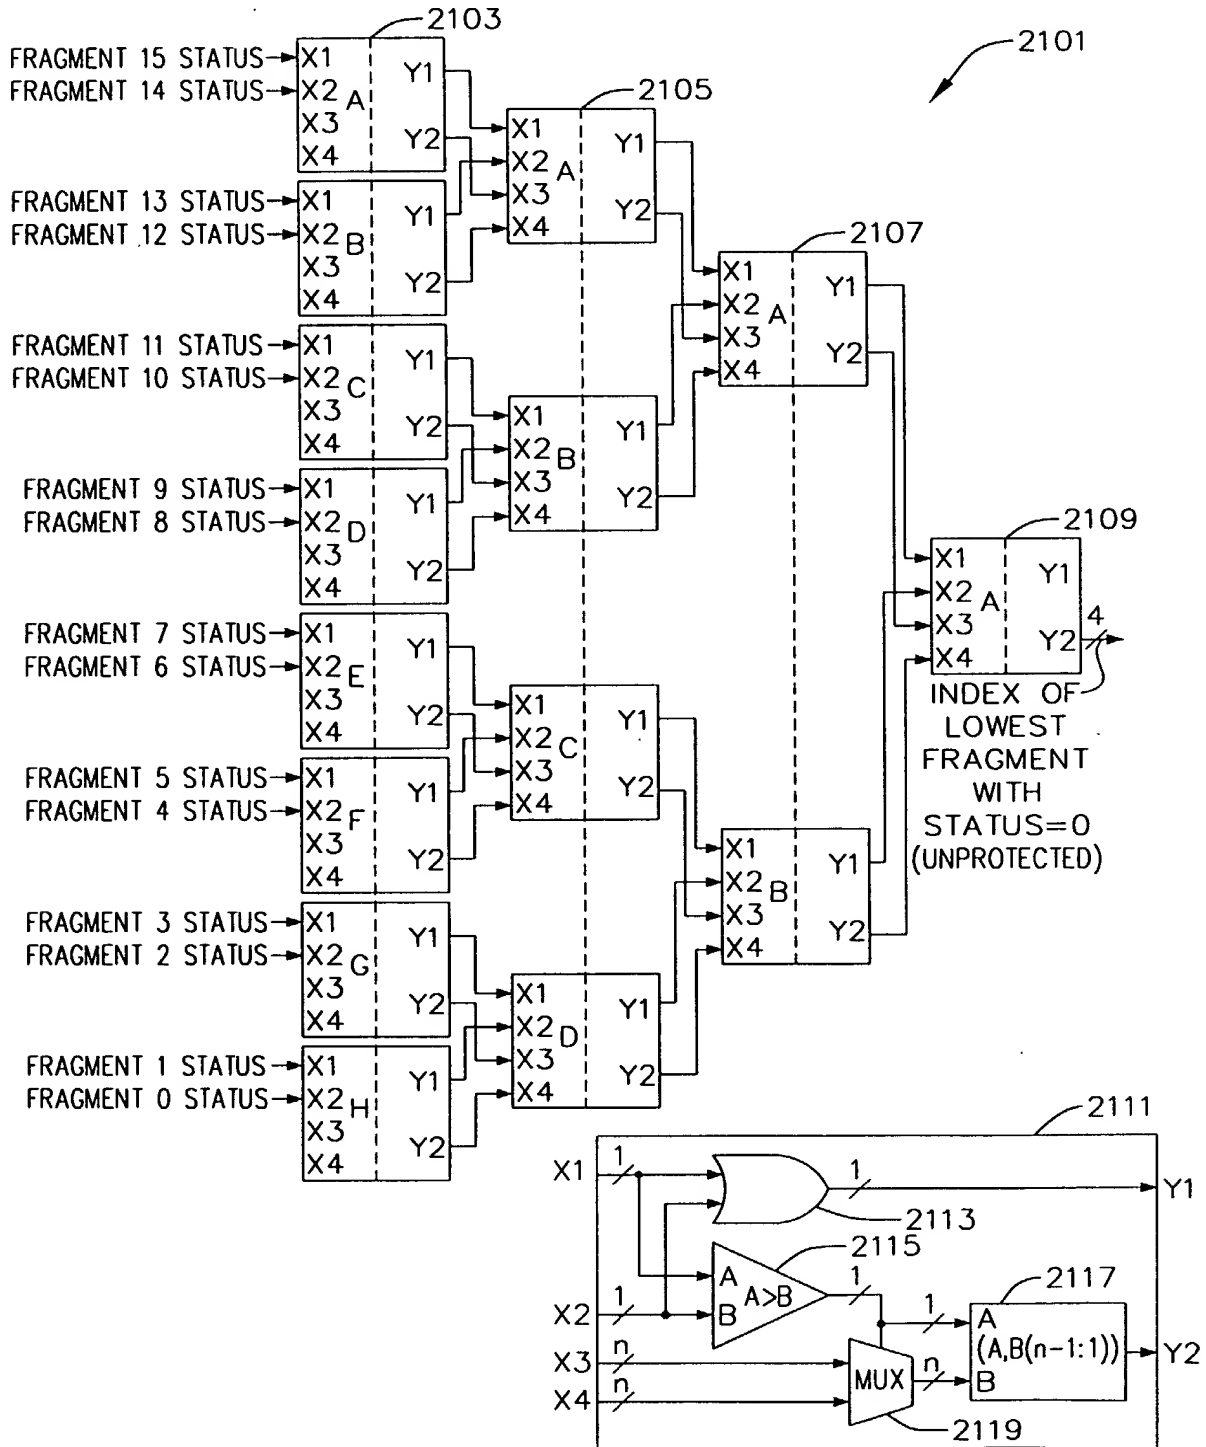 2103
2101
FRAGMENT 15 STATUS X1
FRAGMENT 14 STATUS X2 A Y1
X3 Y2
X4
2105
X1 Y1
X2 A
X3 Y2
X4
FRAGMENT 13 STATUS X1
FRAGMENT 12 STATUS X2 B Y1
X3 Y2
X4
2107
X1 Y1
X2 A
X3 Y2
X4
FRAGMENT 11 STATUS X1
FRAGMENT 10 STATUS X2 C Y1
X3 Y2
X4
X1 Y1
X2 B
X3 Y2
X4
FRAGMENT 9 STATUS X1
FRAGMENT 8 STATUS X2 D Y1
X3 Y2
X4
2109
X1 Y1
X2 A
X3 Y2 4
X4
INDEX OF
LOWEST
FRAGMENT
WITH
STATUS=0
(UNPROTECTED)
FRAGMENT 7 STATUS X1
FRAGMENT 6 STATUS X2 E Y1
X3 Y2
X4
X1 Y1
X2 C
X3 Y2
X4
FRAGMENT 5 STATUS X1
FRAGMENT 4 STATUS X2 F Y1
X3 Y2
X4
X1 Y1
X2 B
X3 Y2
X4
FRAGMENT 3 STATUS X1
FRAGMENT 2 STATUS X2 G Y1
X3 Y2
X4
X1 Y1
X2 D
X3 Y2
X4
FRAGMENT 1 STATUS X1
FRAGMENT 0 STATUS X2 H Y1
X3 Y2
X4
2111
X1 1 1 Y1
2113
2115
A A>B 1
X2 1 B
2117
1 A
(A,B(n-1:1)) Y2
X3 n
MUX n B
X4 n
2119